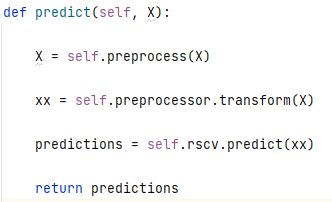 def predict(self, X):
X = self.preprocess(X)
xx = self.preprocessor.transform(X)
predictions = self.rscv.predict(xx)
return predictions